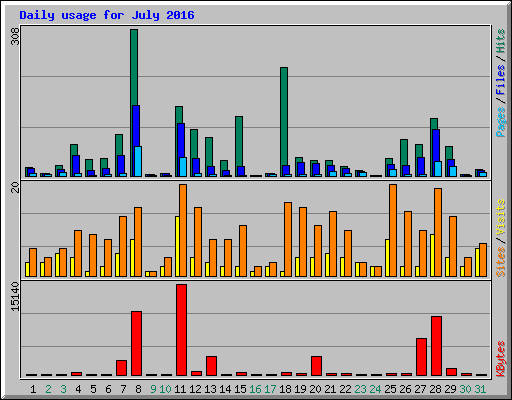 Daily usage for July 2016
308
Pages / Files / Hits
20
Sites / Visits
15140
KBytes
1 2 3 4 5 6 7 8 9 10 11 12 13 14 15 16 17 18 19 20 21 22 23 24 25 26 27 28 29 30 31